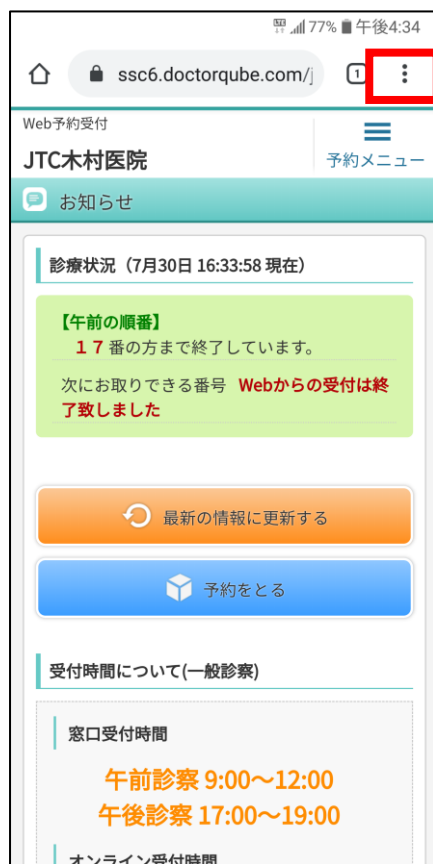 77% 午後4:34
ssc6.doctorqube.com/j
1
Web予約受付
JTC木村医院
予約メニュー
お知らせ
診療状況（7月30日 16:33:58 現在）
【午前の順番】
１７番の方まで終了しています。
次にお取りできる番号 Webからの受付は終
了致しました
最新の情報に更新する
予約をとる
受付時間について(一般診察)
窓口受付時間
午前診察 9:00～12:00
午後診察 17:00～19:00
オンライン受付時間